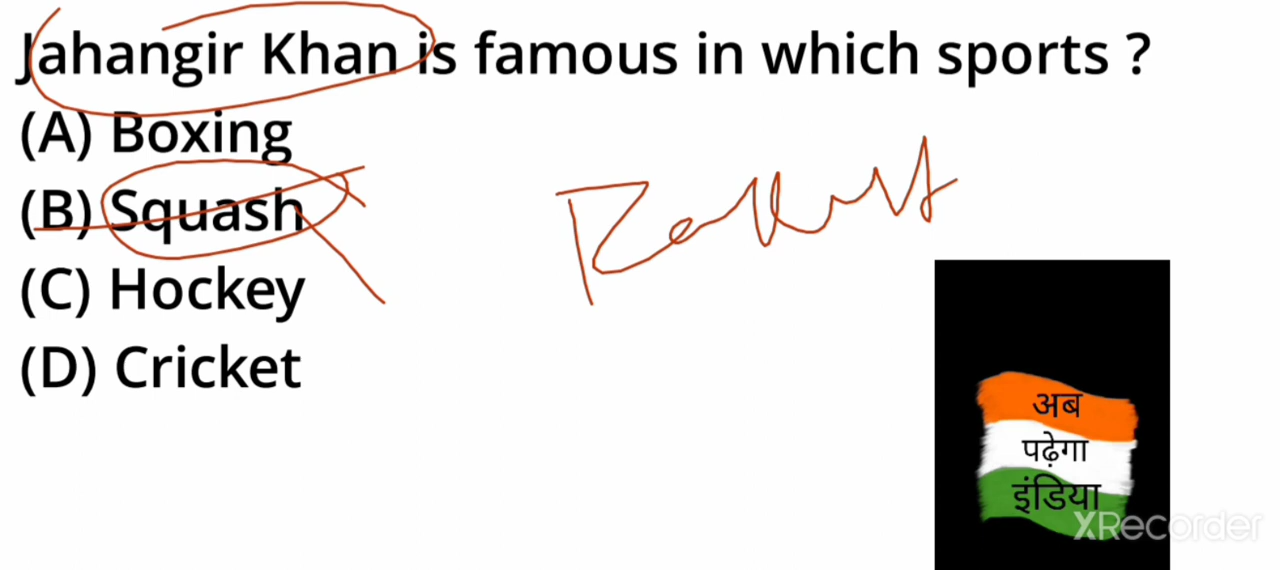 Jahangir Khan is famous in which sports ?
(A) Boxing
(B) Squash
(C) Hockey
(D) Cricket
अब
पढ़ेगा
इंडिया
XRecorder